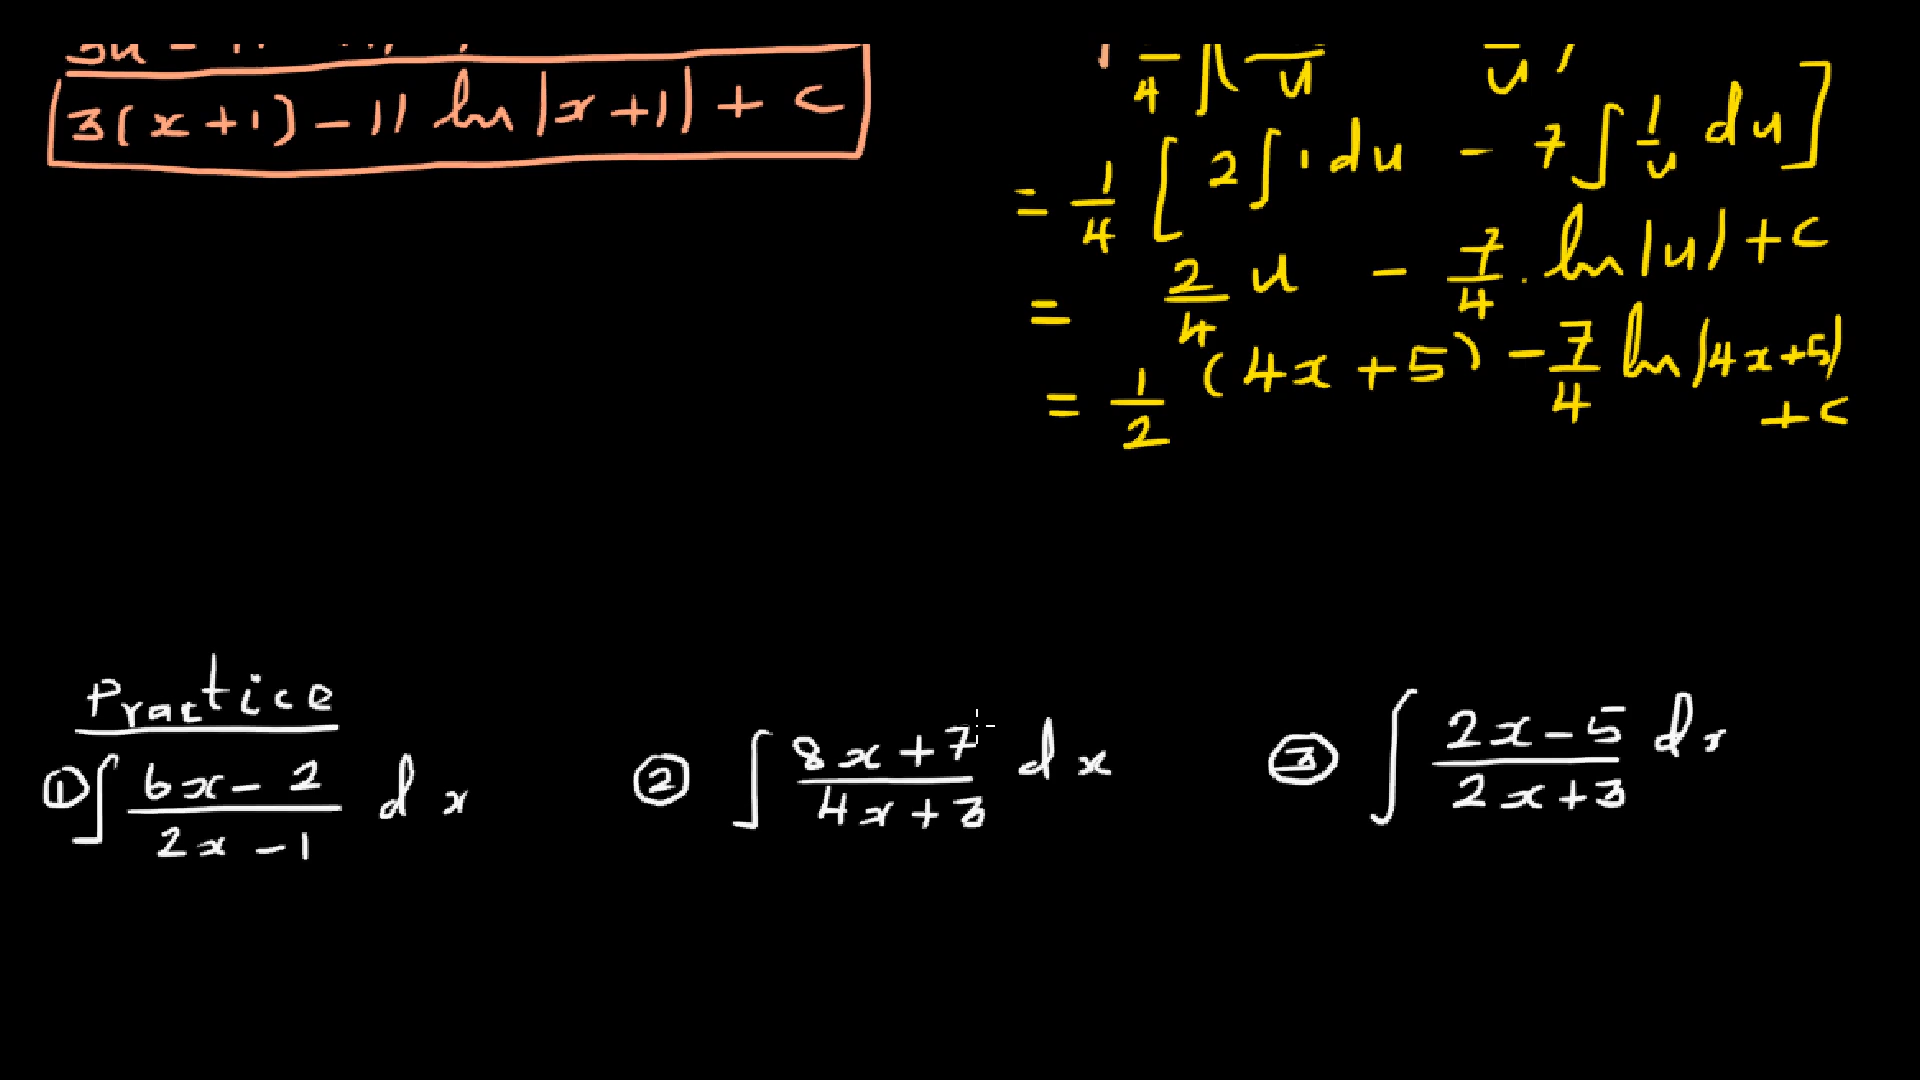 3(x+1) - 11 ln|x+1| + c
= 1/4 [ 2∫1 du - 7∫ 1/u du ]
= 2/4 u - 7/4 . ln|u| + c
= 1/2 (4x+5) - 7/4 ln|4x+5| + c
Practice
① ∫ (6x-2)/(2x-1) dx ② ∫ (8x+7)/(4x+3) dx ③ ∫ (2x-5)/(2x+3) dx